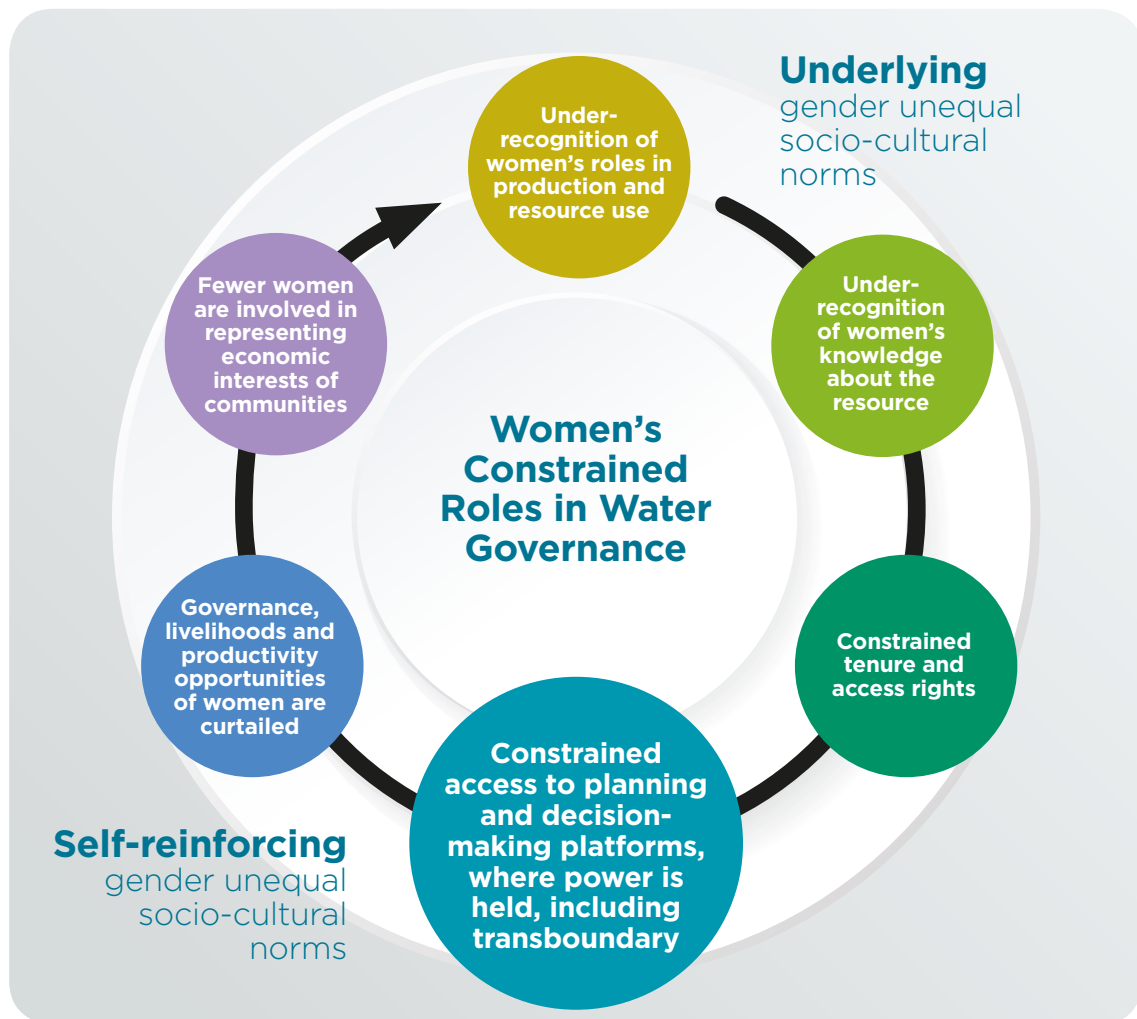 Underlying
gender unequal
socio-cultural
norms
Under-
recognition of
women's roles in
production and
resource use
Under-
recognition
of women's
knowledge
about the
resource
Constrained
tenure and
access rights
Constrained
access to planning
and decision-
making platforms,
where power is
held, including
transboundary
Governance,
livelihoods and
productivity
opportunities
of women are
curtailed
Fewer women
are involved in
representing
economic
interests of
communities
Women's
Constrained
Roles in Water
Governance
Self-reinforcing
gender unequal
socio-cultural
norms